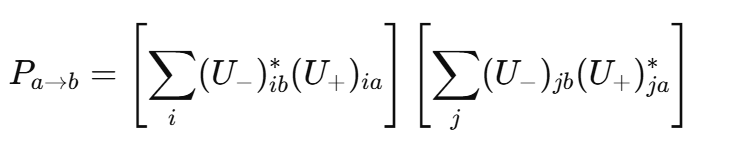 P_{a→b} = [∑_i (U_−)^*_{ib} (U_+)_{ia}] [∑_j (U_−)_{jb} (U_+)^*_{ja}]